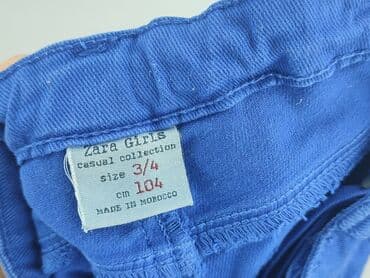 Zara Girls
casual collection
size 3/4
cm 104
MADE IN MOROCCO